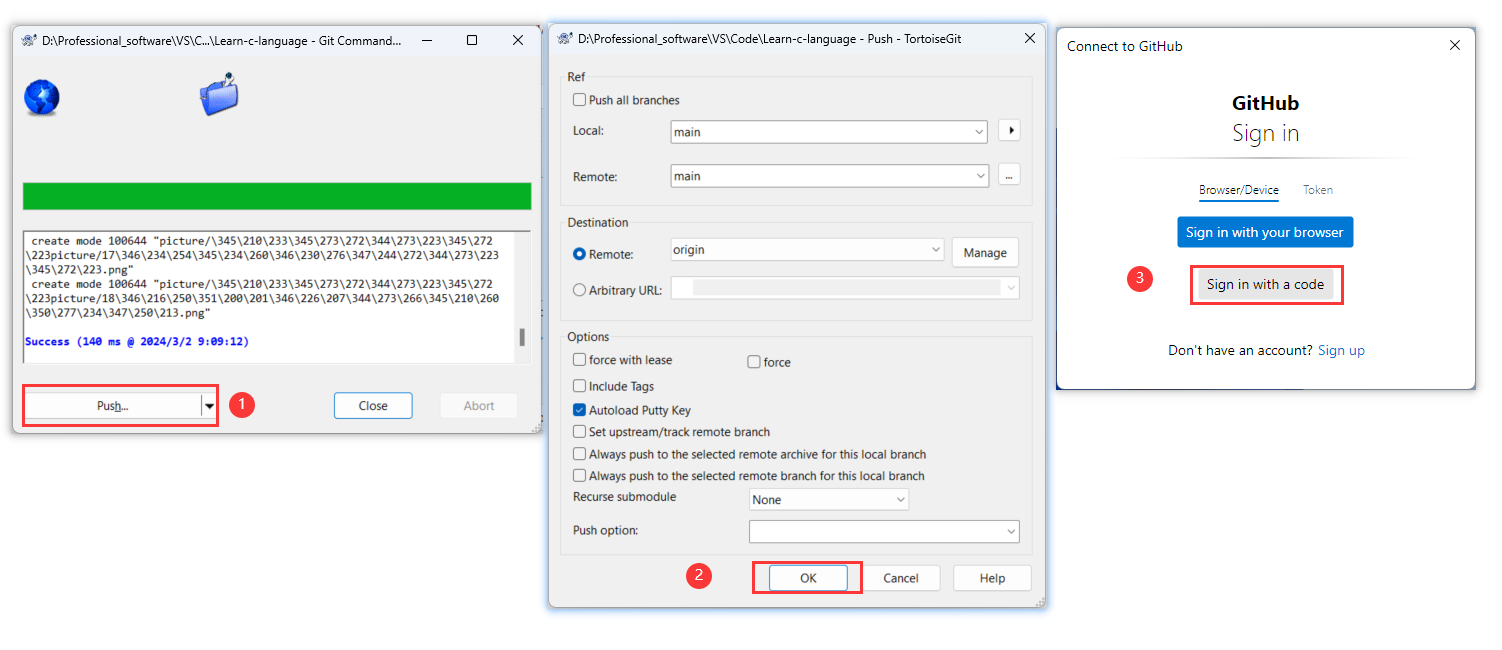 D:\Professional_software\VS\C...\Learn-c-language - Git Command...
 create mode 100644 "picture/\345\210\233\345\273\272\344\273\223\345\272
\223picture/17\346\234\254\345\234\260\346\230\276\347\244\272\344\273\223
\345\272\223.png"
 create mode 100644 "picture/\345\210\233\345\273\272\344\273\223\345\272
\223picture/18\346\216\250\351\200\201\346\226\207\344\273\266\345\210\260
\350\277\234\347\250\213.png"
Success (140 ms @ 2024/3/2 9:09:12)
Push...
1
Close
Abort
D:\Professional_software\VS\Code\Learn-c-language - Push - TortoiseGit
Ref
Push all branches
Local:
main
Remote:
main
...
Destination
Remote:
origin
Manage
Arbitrary URL:
Options
force with lease
force
Include Tags
Autoload Putty Key
Set upstream/track remote branch
Always push to the selected remote archive for this local branch
Always push to the selected remote branch for this local branch
Recurse submodule
None
Push option:
2
OK
Cancel
Help
Connect to GitHub
GitHub
Sign in
Browser/Device
Token
Sign in with your browser
3
Sign in with a code
Don't have an account? Sign up